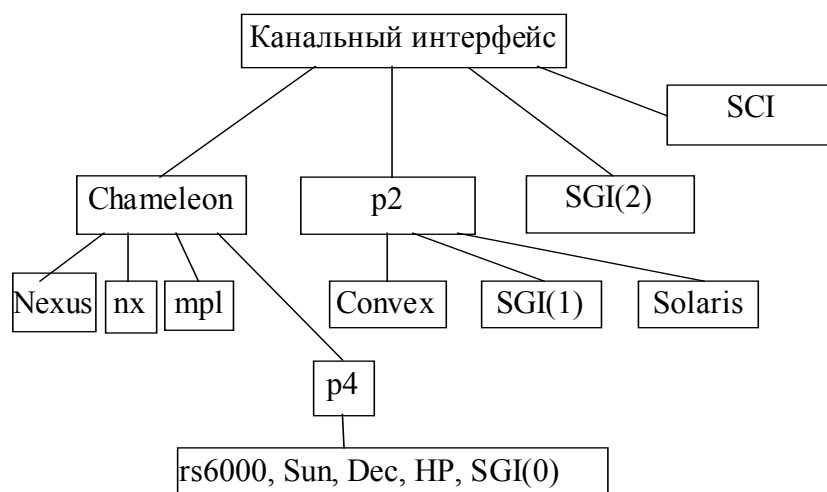 Канальный интерфейс
SCI
Chameleon
p2
SGI(2)
Nexus
nx
mpl
Convex
SGI(1)
Solaris
p4
rs6000, Sun, Dec, HP, SGI(0)